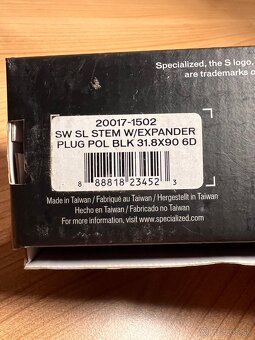 Specialized, the S logo,
are trademarks o
20017-1502
SW SL STEM W/EXPANDER
PLUG POL BLK 31.8X90 6D
8 88818 23452 3
Made in Taiwan / Fabriqué au Taiwan / Hergestellt in Taiwan
Hecho en Taiwan / Fabricado no Taiwan
For more information, visit www.specialized.com